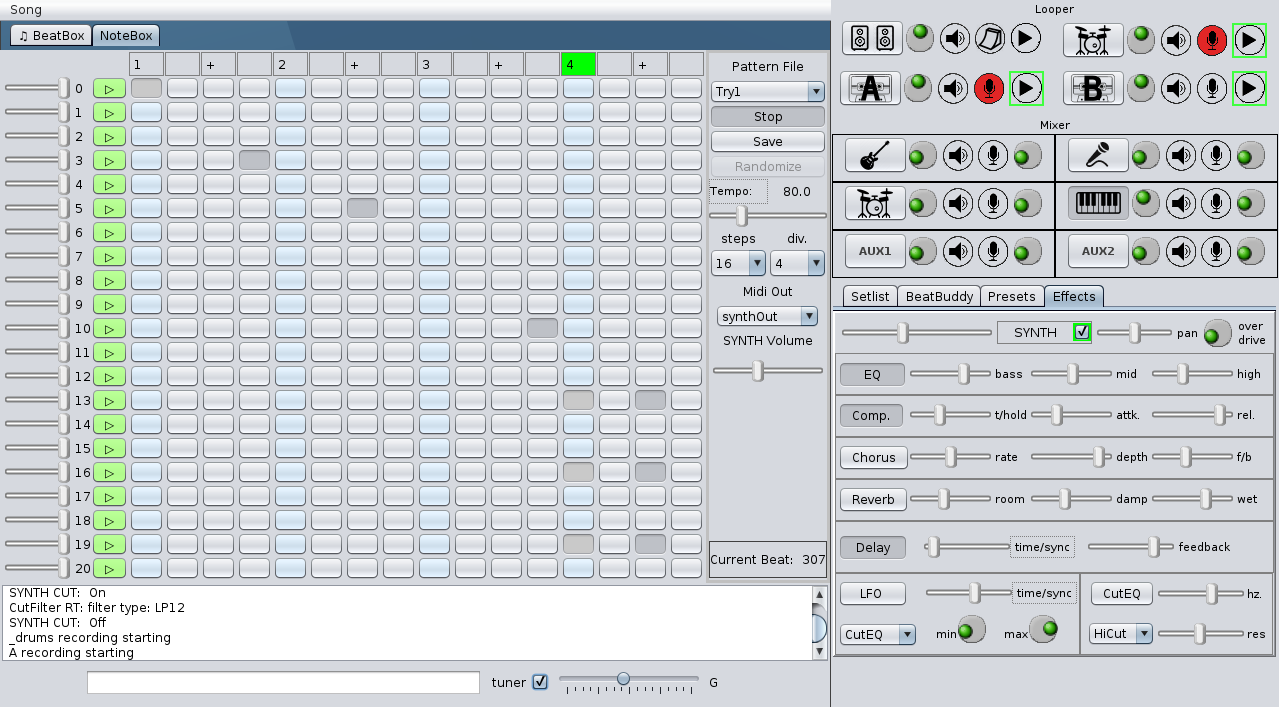 Song
♫ BeatBox NoteBox
1 + 2 + 3 + 4 +
0
1
2
3
4
5
6
7
8
9
10
11
12
13
14
15
16
17
18
19
20
Pattern File
Try1
Stop
Save
Randomize
Tempo: 80.0
steps div.
16 4
Midi Out
synthOut
SYNTH Volume
Current Beat: 307
SYNTH CUT: On
CutFilter RT: filter type: LP12
SYNTH CUT: Off
_drums recording starting
A recording starting
tuner G
Looper
A B
Mixer
AUX1 AUX2
Setlist BeatBuddy Presets Effects
SYNTH pan over drive
EQ bass mid high
Comp. t/hold attk. rel.
Chorus rate depth f/b
Reverb room damp wet
Delay time/sync feedback
LFO time/sync CutEQ hz.
CutEQ min max HiCut res